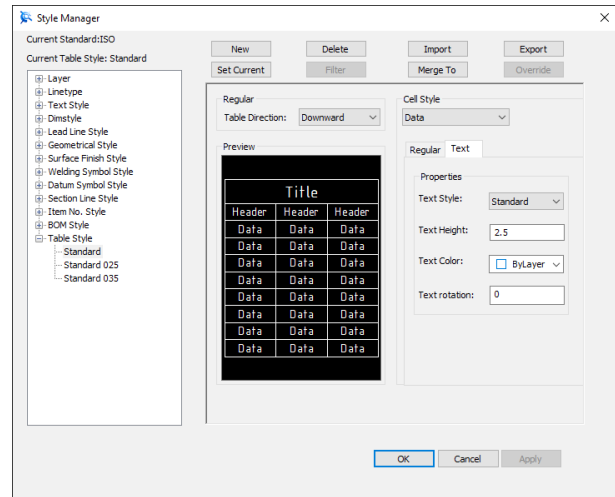 Style Manager
Current Standard:ISO
Current Table Style: Standard
New Delete Import Export
Set Current Filter Merge To Override
Layer
Linetype
Text Style
Dimstyle
Lead Line Style
Geometrical Style
Surface Finish Style
Welding Symbol Style
Datum Symbol Style
Section Line Style
Item No. Style
BOM Style
Table Style
Standard
Standard 025
Standard 035
Regular
Table Direction: Downward
Preview
Title
Header Header Header
Data Data Data
Data Data Data
Data Data Data
Data Data Data
Data Data Data
Data Data Data
Data Data Data
Data Data Data
Cell Style
Data
Regular Text
Properties
Text Style: Standard
Text Height: 2.5
Text Color: ByLayer
Text rotation: 0
OK Cancel Apply